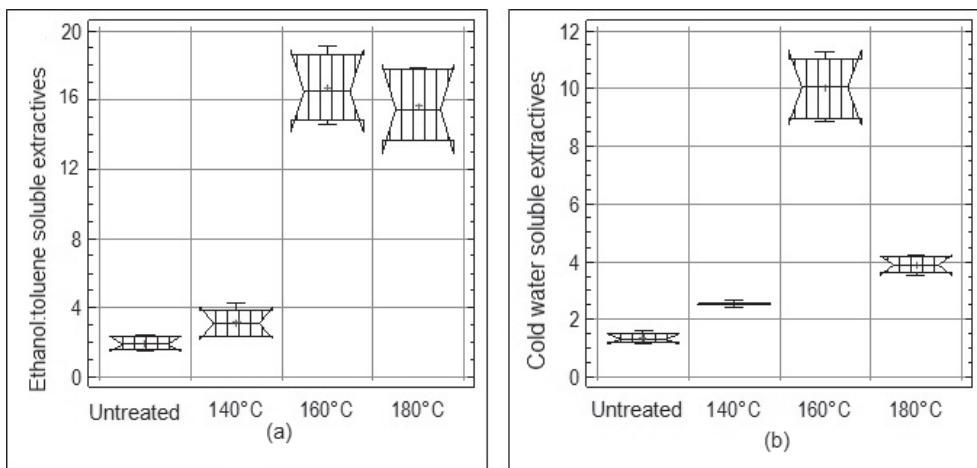 Ethanol:toluene soluble extractives
20
16
12
8
4
0
Untreated 140°C 160°C 180°C
(a)
Cold water soluble extractives
12
10
8
6
4
2
0
Untreated 140°C 160°C 180°C
(b)